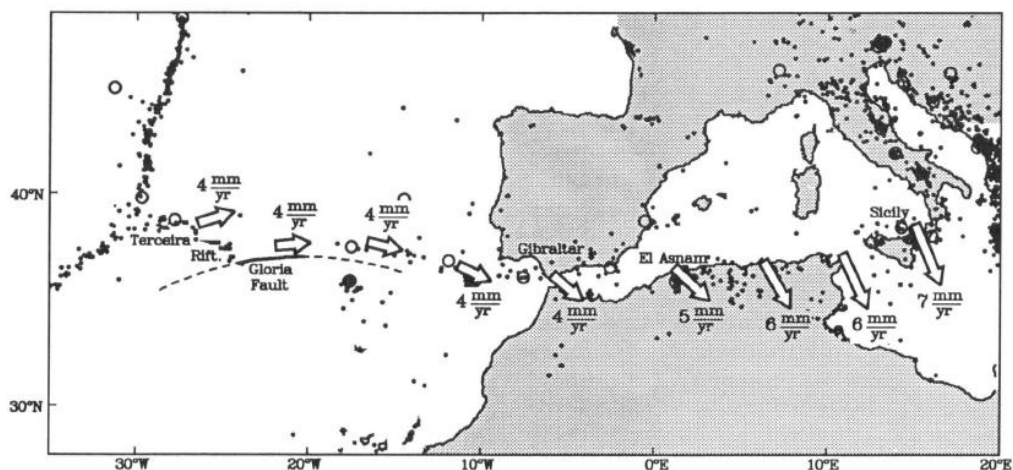 40°N
30°N
30°W
20°W
10°W
0°E
10°E
20°E
4 mm/yr
4 mm/yr
4 mm/yr
Terceira
Rift.
Gloria
Fault
Gibraltar
El Asnam
Sicily
4 mm/yr
4 mm/yr
5 mm/yr
6 mm/yr
6 mm/yr
7 mm/yr